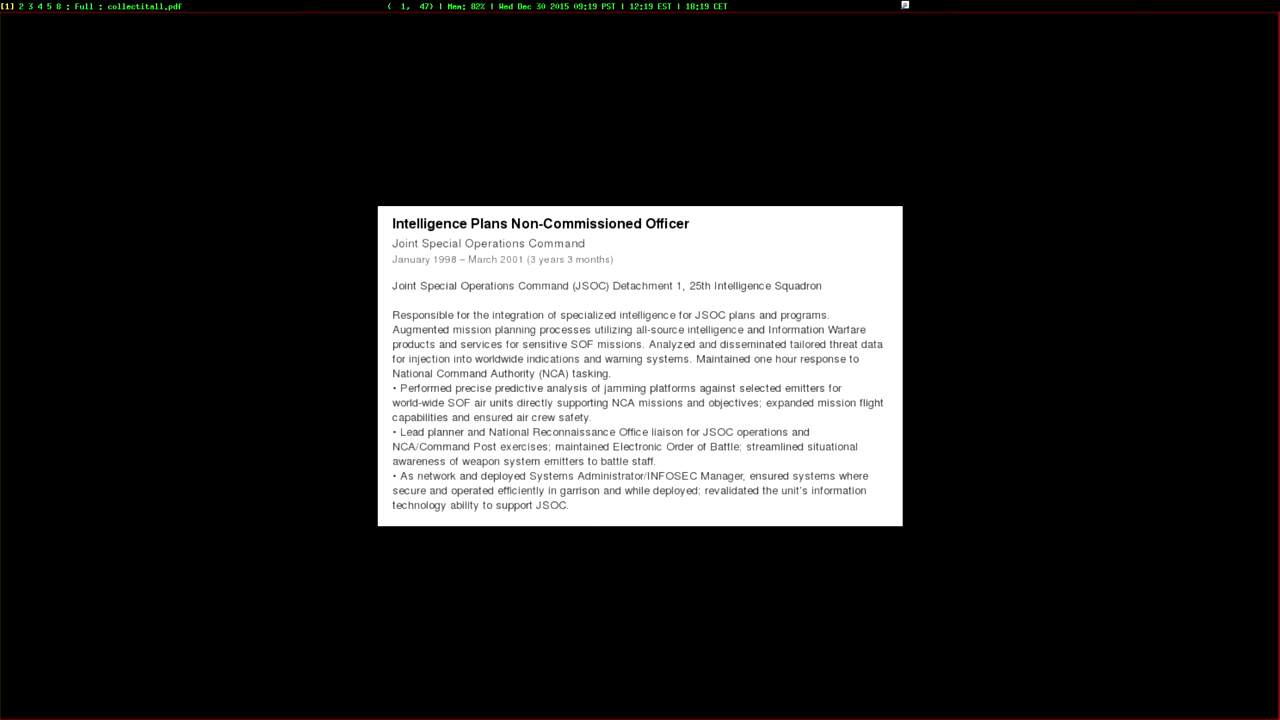 [1] 2 3 4 5 8 : Full : collectitall.pdf ( 1, 47) | Mem: 82% | Wed Dec 30 2015 09:19 PST | 12:19 EST | 18:19 CET
Intelligence Plans Non-Commissioned Officer
Joint Special Operations Command
January 1998 – March 2001 (3 years 3 months)
Joint Special Operations Command (JSOC) Detachment 1, 25th Intelligence Squadron
Responsible for the integration of specialized intelligence for JSOC plans and programs.
Augmented mission planning processes utilizing all-source intelligence and Information Warfare
products and services for sensitive SOF missions. Analyzed and disseminated tailored threat data
for injection into worldwide indications and warning systems. Maintained one hour response to
National Command Authority (NCA) tasking.
• Performed precise predictive analysis of jamming platforms against selected emitters for
world-wide SOF air units directly supporting NCA missions and objectives; expanded mission flight
capabilities and ensured air crew safety.
• Lead planner and National Reconnaissance Office liaison for JSOC operations and
NCA/Command Post exercises; maintained Electronic Order of Battle; streamlined situational
awareness of weapon system emitters to battle staff.
• As network and deployed Systems Administrator/INFOSEC Manager, ensured systems where
secure and operated efficiently in garrison and while deployed; revalidated the unit's information
technology ability to support JSOC.